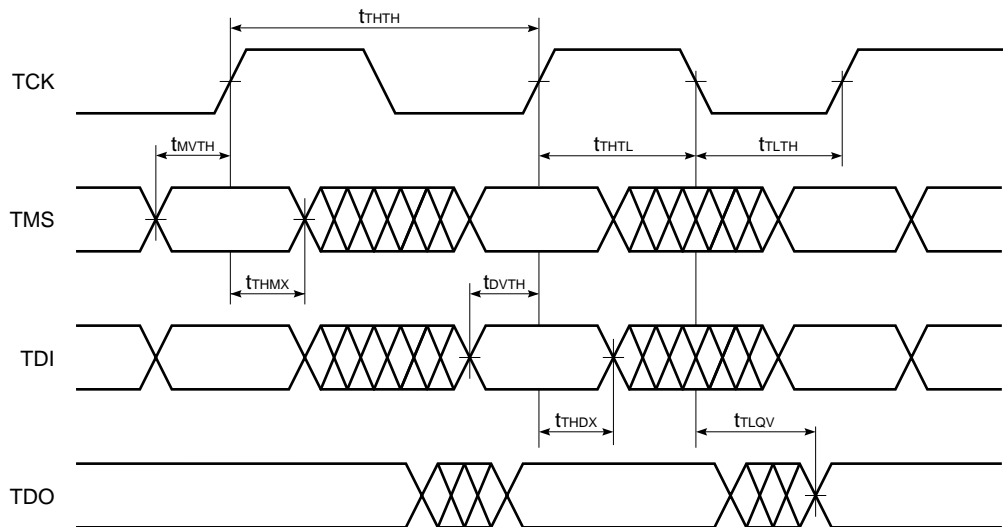 tTHTH
TCK
tMVTH
tTHTL
tTLTH
TMS
tTHMX
tDVTH
TDI
tTHDX
tTLQV
TDO